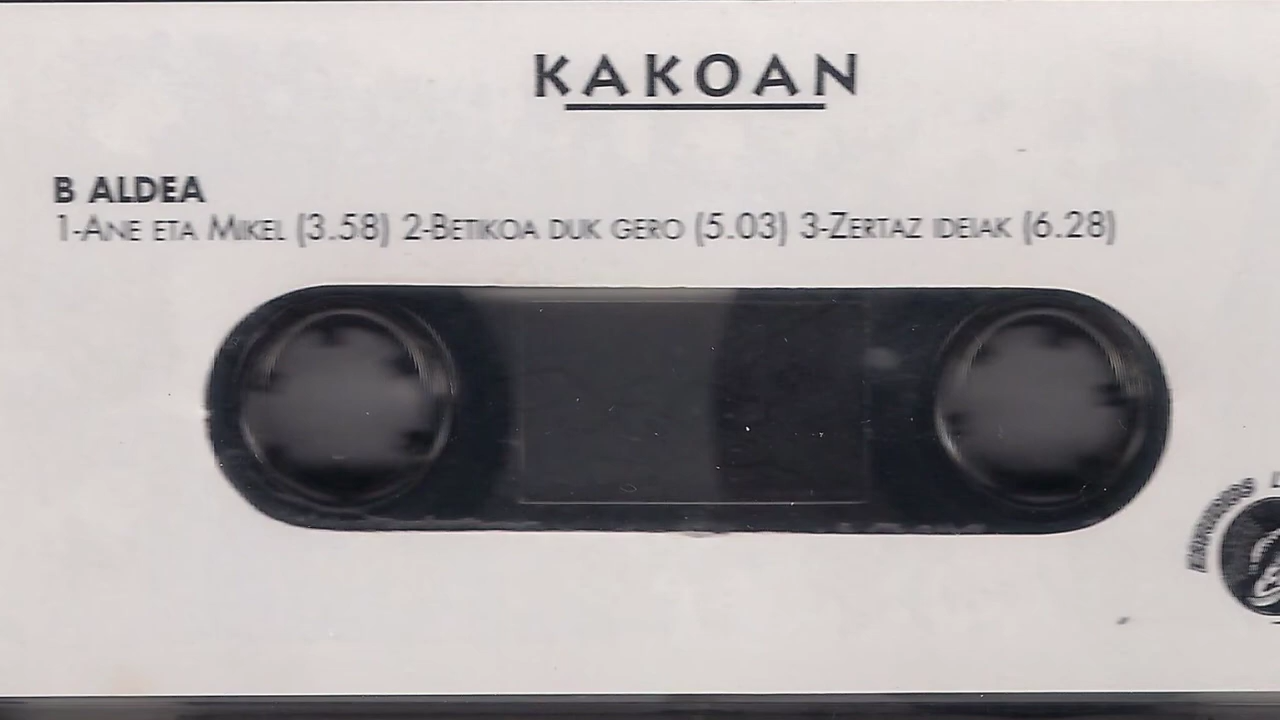 KAKOAN
B ALDEA
1-Ane eta Mikel (3.58) 2-Betikoa duk gero (5.03) 3-Zertaz ideiak (6.28)